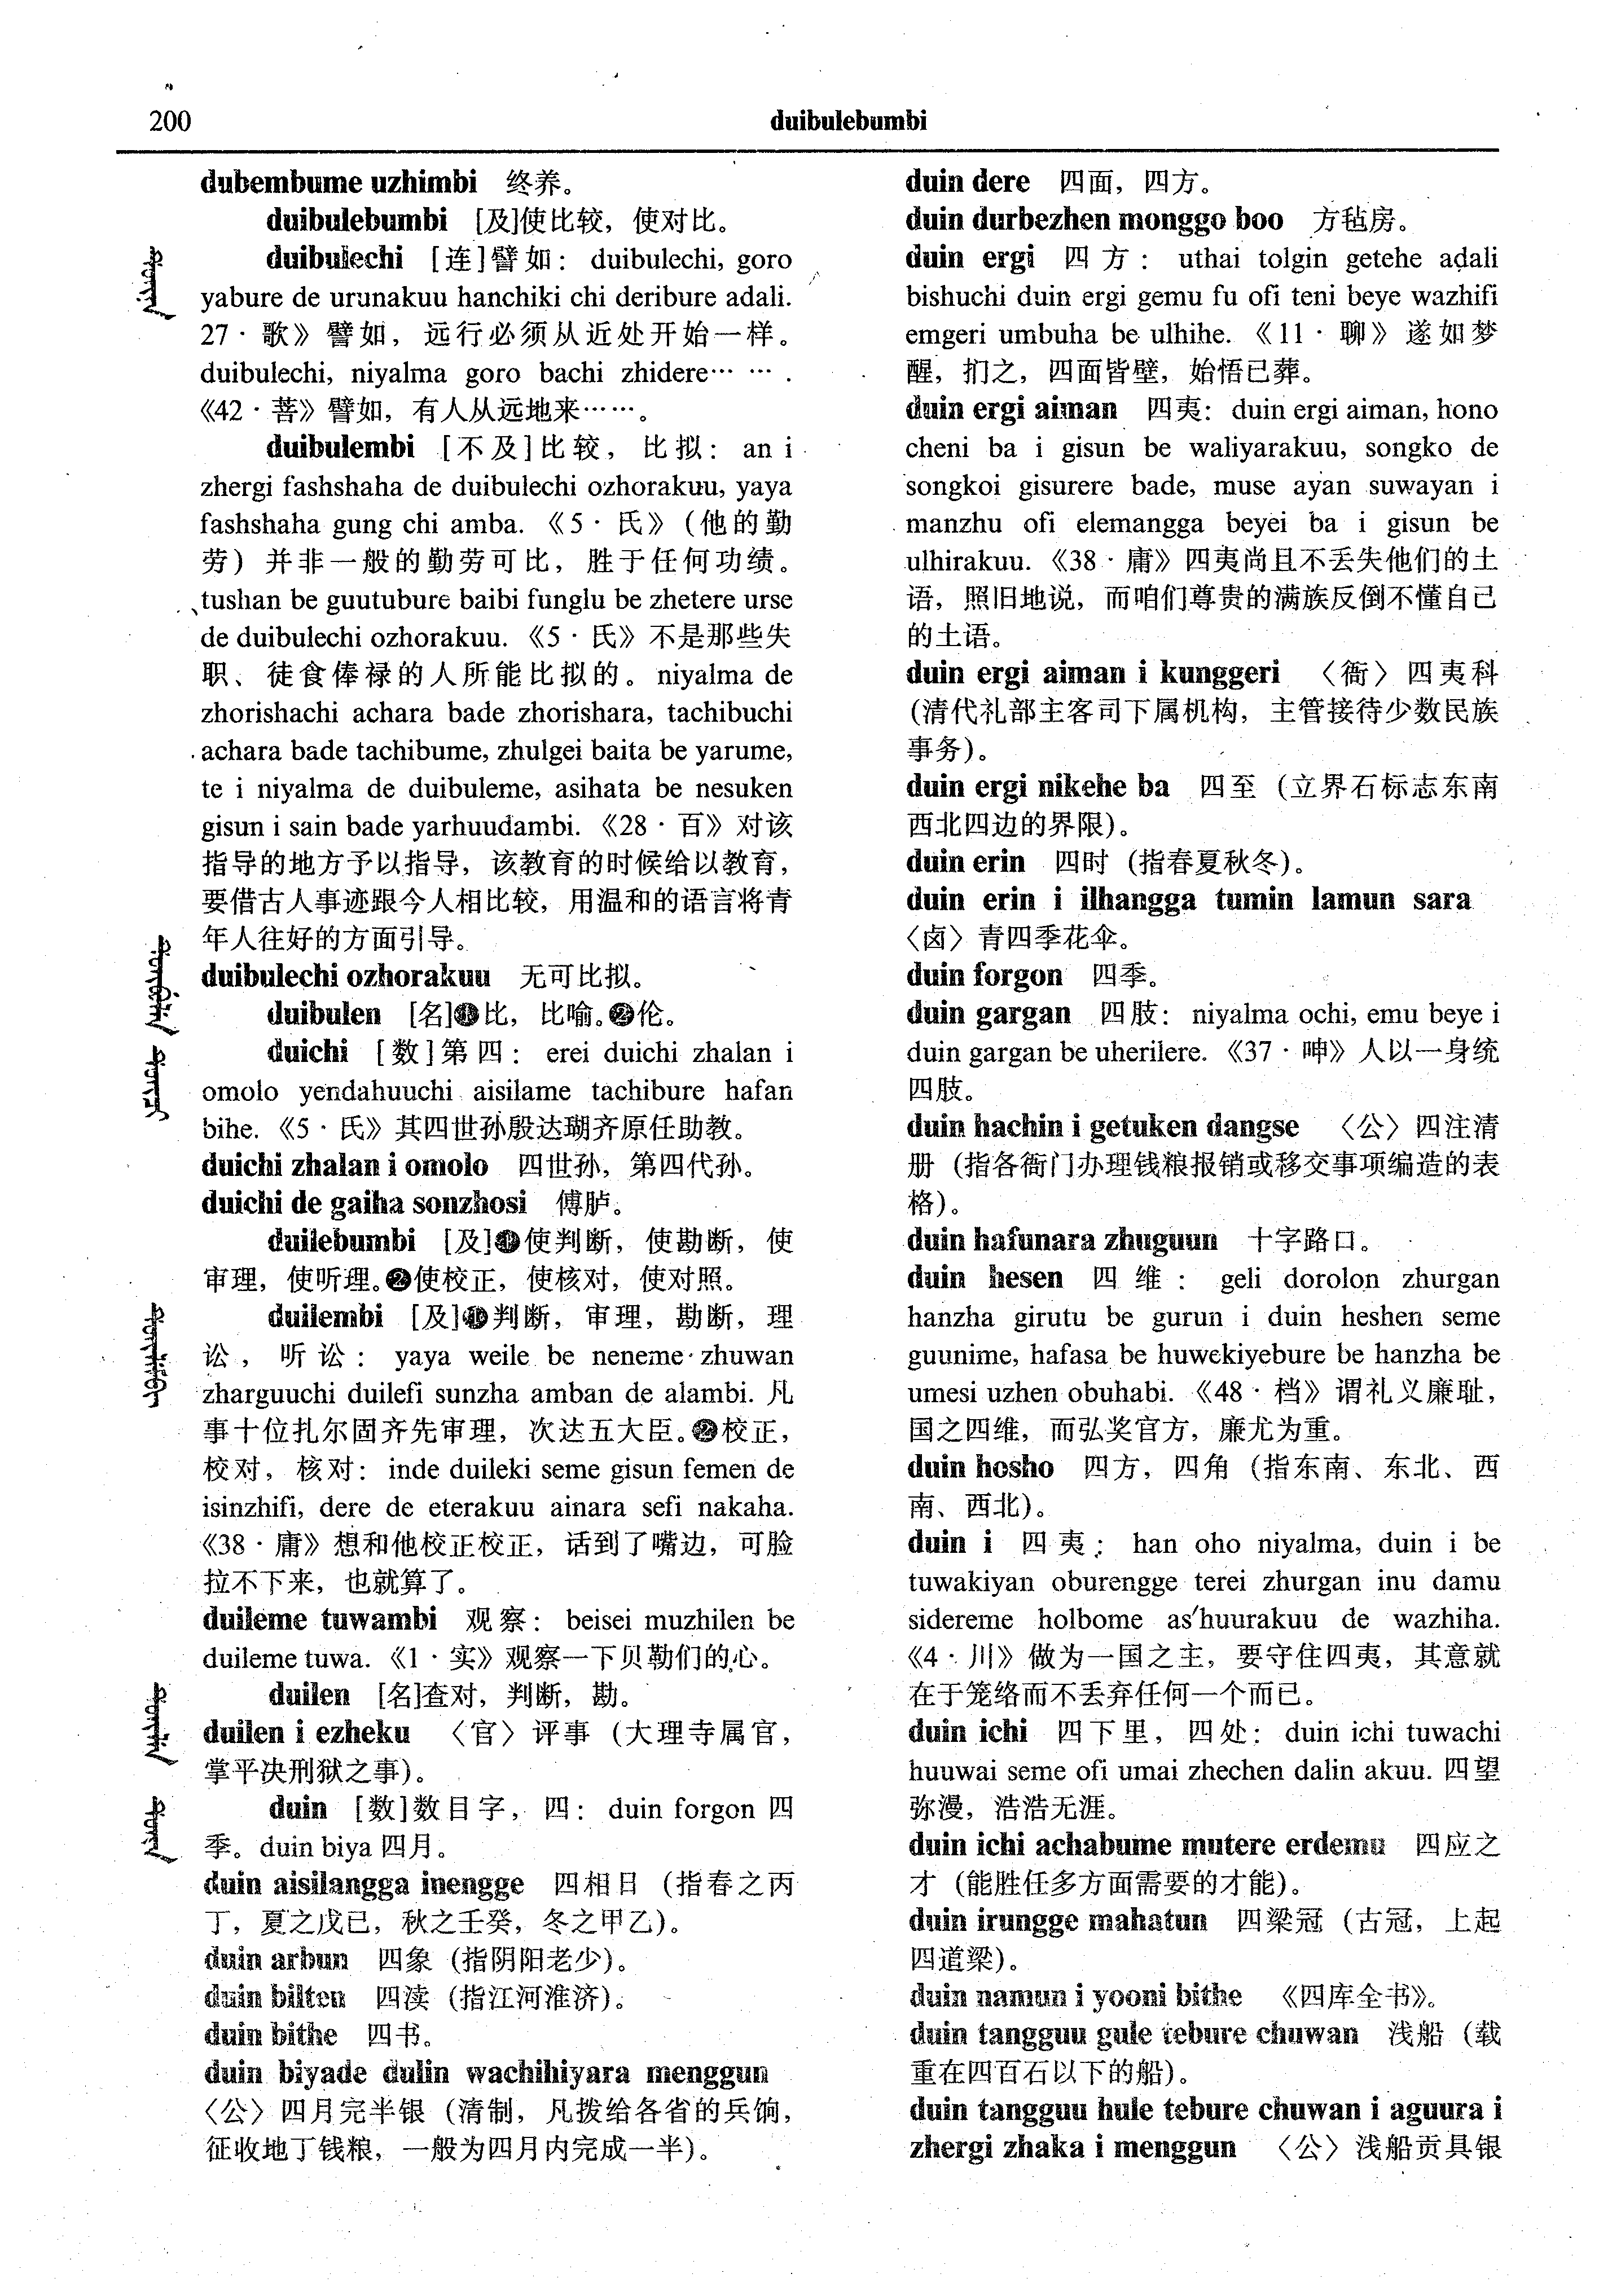 200
duibulebumbi
dubembume uzhimbi 终养。
duibulebumbi [及]使比较，使对比。
duibulechi [连]譬如：duibulechi, goro
yabure de urunakuu hanchiki chi deribure adali.
27·歌》譬如，远行必须从近处开始一样。
duibulechi, niyalma goro bachi zhidere… … .
《42·菩》譬如，有人从远地来……。
duibulembi [不及]比较，比拟：an i
zhergi fashshaha de duibulechi ozhorakuu, yaya
fashshaha gung chi amba. 《5·氏》（他的勤
劳）并非一般的勤劳可比，胜于任何功绩。
tushan be guutubure baibi funglu be zhetere urse
de duibulechi ozhorakuu. 《5·氏》不是那些失
职、徒食俸禄的人所能比拟的。niyalma de
zhorishachi achara bade zhorishara, tachibuchi
achara bade tachibume, zhulgei baita be yarume,
te i niyalma de duibuleme, asihata be nesuken
gisun i sain bade yarhuudambi. 《28·百》对该
指导的地方予以指导，该教育的时候给以教育，
要借古人事迹跟今人相比较，用温和的语言将青
年人往好的方面引导。
duibulechi ozhorakuu 无可比拟。
duibulen [名]❶比，比喻。❷伦。
duichi [数]第四：erei duichi zhalan i
omolo yendahuuchi aisilame tachibure hafan
bihe. 《5·氏》其四世孙殷达瑚齐原任助教。
duichi zhalan i omolo 四世孙，第四代孙。
duichi de gaiha sonzhosi 傅胪。
duilebumbi [及]❶使判断，使勘断，使
审理，使听理。❷使校正，使核对，使对照。
duilembi [及]❶判断，审理，勘断，理
讼，听讼：yaya weile be neneme zhuwan
zharguuchi duilefi sunzha amban de alambi. 凡
事十位扎尔固齐先审理，次达五大臣。❷校正，
校对，核对：inde duileki seme gisun femen de
isinzhifi, dere de eterakuu ainara sefi nakaha.
《38·庸》想和他校正校正，话到了嘴边，可脸
拉不下来，也就算了。
duileme tuwambi 观察：beisei muzhilen be
duileme tuwa. 《1·实》观察一下贝勒们的心。
duilen [名]查对，判断，勘。
duilen i ezheku 〈官〉评事（大理寺属官，
掌平决刑狱之事）。
duin [数]数目字，四：duin forgon 四
季。duin biya 四月。
duin aisilangga inengge 四相日（指春之丙
丁，夏之戊己，秋之壬癸，冬之甲乙）。
duin arbun 四象（指阴阳老少）。
duin bilten 四渎（指江河淮济）。
duin bithe 四书。
duin biyade dulin wachihiyara menggun
〈公〉四月完半银（清制，凡拨给各省的兵饷，
征收地丁钱粮，一般为四月内完成一半）。
duin dere 四面，四方。
duin durbezhen monggo boo 方毡房。
duin ergi 四方：uthai tolgin getehe adali
bishuchi duin ergi gemu fu ofi teni beye wazhifi
emgeri umbuha be ulhihe. 《11·聊》遂如梦
醒，扪之，四面皆壁，始悟已葬。
duin ergi aiman 四夷：duin ergi aiman, hono
cheni ba i gisun be waliyarakuu, songko de
songkoi gisurere bade, muse ayan suwayan i
manzhu ofi elemangga beyei ba i gisun be
ulhirakuu. 《38·庸》四夷尚且不丢失他们的土
语，照旧地说，而咱们尊贵的满族反倒不懂自己
的土语。
duin ergi aiman i kunggeri 〈衙〉四夷科
（清代礼部主客司下属机构，主管接待少数民族
事务）。
duin ergi nikehe ba 四至（立界石标志东南
西北四边的界限）。
duin erin 四时（指春夏秋冬）。
duin erin i ilhangga tumin lamun sara
〈卤〉青四季花伞。
duin forgon 四季。
duin gargan 四肢：niyalma ochi, emu beye i
duin gargan be uherilere. 《37·呻》人以一身统
四肢。
duin hachin i getuken dangse 〈公〉四注清
册（指各衙门办理钱粮报销或移交事项编造的表
格）。
duin hafunara zhuguun 十字路口。
duin hesen 四维：geli dorolon zhurgan
hanzha girutu be gurun i duin heshen seme
guunime, hafasa be huwekiyebure be hanzha be
umesi uzhen obuhabi. 《48·档》谓礼义廉耻，
国之四维，而弘奖官方，廉尤为重。
duin hosho 四方，四角（指东南、东北、西
南、西北）。
duin i 四夷：han oho niyalma, duin i be
tuwakiyan oburengge terei zhurgan inu damu
sidereme holbome as'huurakuu de wazhiha.
《4·川》做为一国之主，要守住四夷，其意就
在于笼络而不丢弃任何一个而已。
duin ichi 四下里，四处：duin ichi tuwachi
huuwai seme ofi umai zhechen dalin akuu. 四望
弥漫，浩浩无涯。
duin ichi achabume mutere erdemu 四应之
才（能胜任多方面需要的才能）。
duin irungge mahatun 四梁冠（古冠，上起
四道梁）。
duin namun i yooni bithe 《四库全书》。
duin tangguu gule tebure chuwan 浅船（载
重在四百石以下的船）。
duin tangguu hule tebure chuwan i aguura i
zhergi zhaka i menggun 〈公〉浅船贡具银